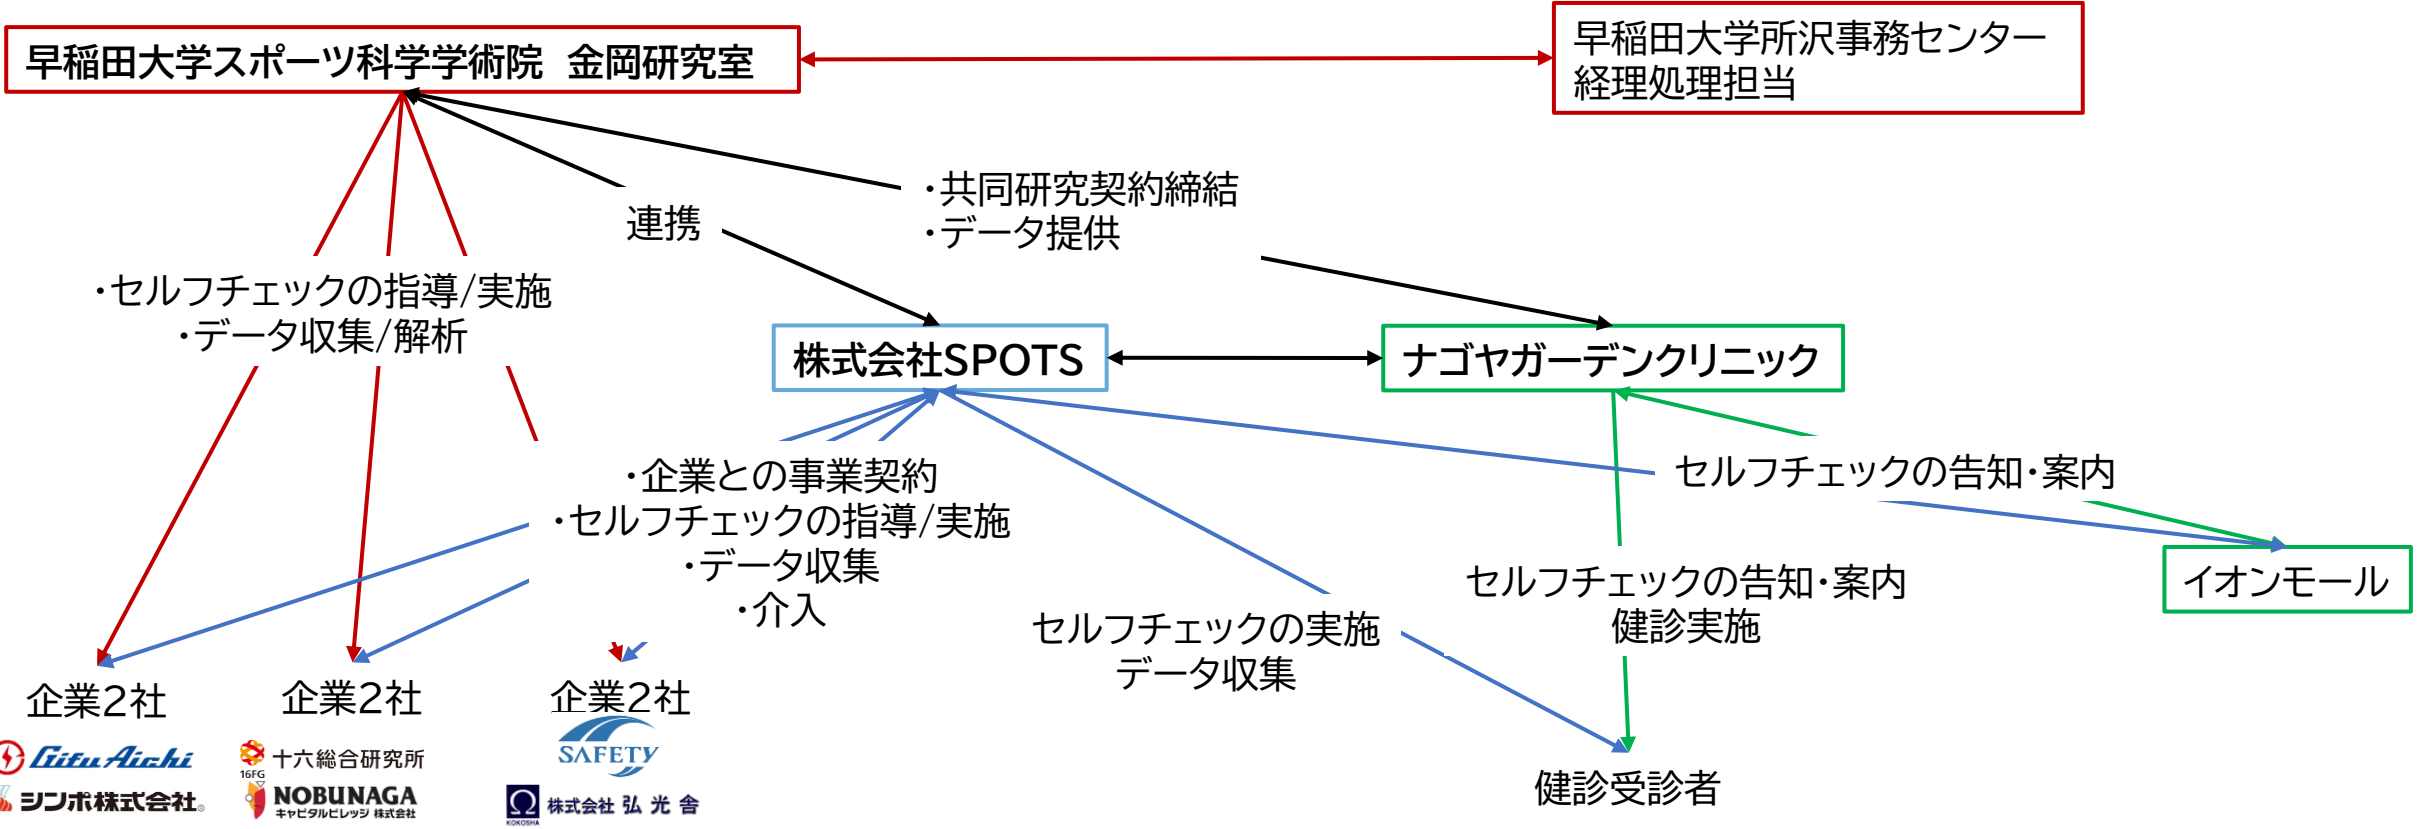 早稲田大学スポーツ科学学術院　金岡研究室
早稲田大学所沢事務センター
経理処理担当
・共同研究契約締結
・データ提供
連携
・セルフチェックの指導/実施
・データ収集/解析
株式会社SPOTS
ナゴヤガーデンクリニック
・企業との事業契約
・セルフチェックの指導/実施
・データ収集
・介入
セルフチェックの告知・案内
セルフチェックの告知・案内
健診実施
イオンモール
セルフチェックの実施
データ収集
企業2社
企業2社
企業2社
Gifu Aichi
シンポ株式会社
16FG
十六総合研究所
NOBUNAGA
キャピタルビレッジ 株式会社
SAFETY
KOKOSHA
株式会社 弘光舎
健診受診者